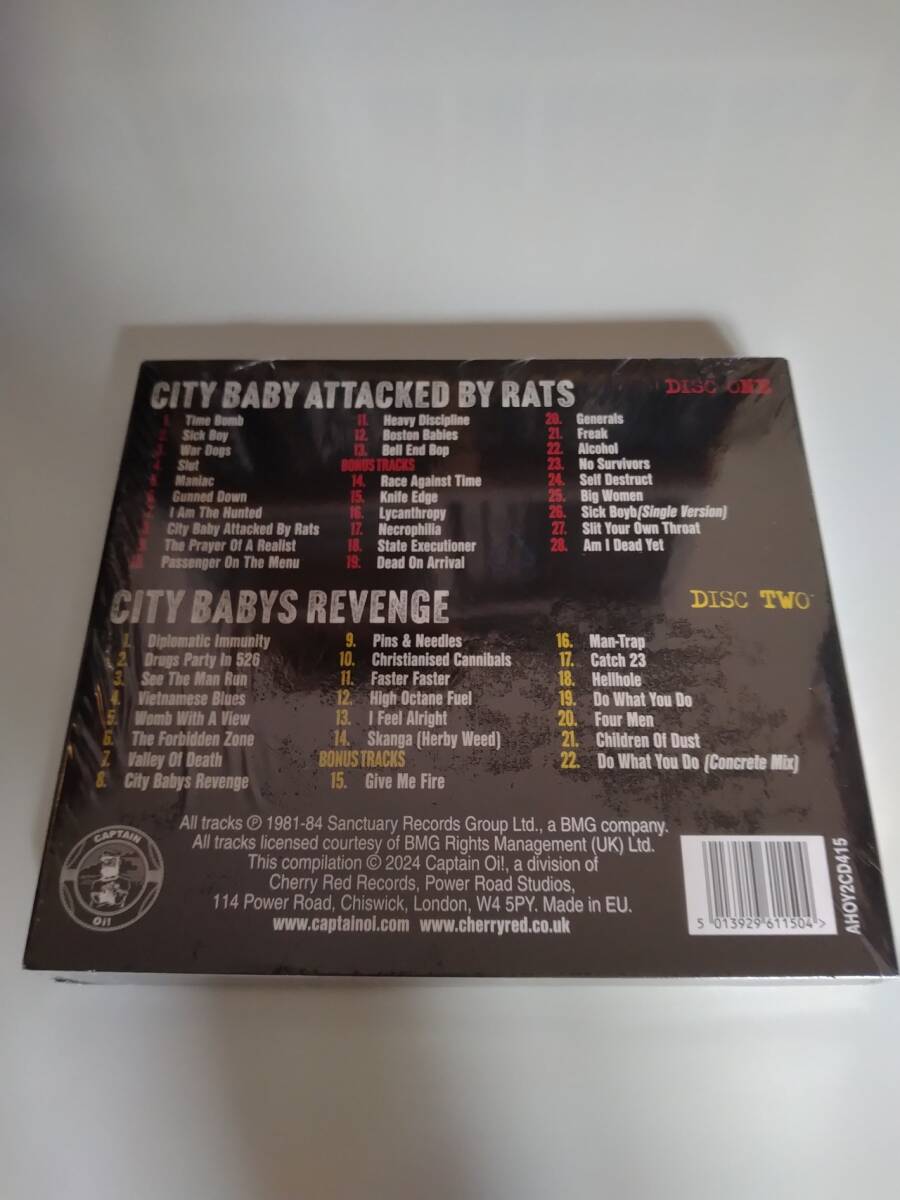 CITY BABY ATTACKED BY RATS
DISC ONE
1. Time Bomb
Sick Boy
War Dogs
Slut
Maniac
Gunned Down
I Am The Hunted
City Baby Attacked By Rats
The Prayer Of A Realist
Passenger On The Menu
11. Heavy Discipline
12. Boston Babies
13. Bell End Bop
BONUS TRACKS
14. Race Against Time
15. Knife Edge
16. Lycanthropy
17. Necrophilia
18. State Executioner
19. Dead On Arrival
20. Generals
21. Freak
22. Alcohol
23. No Survivors
24. Self Destruct
25. Big Women
26. Sick Boyb (Single Version)
27. Slit Your Own Throat
28. Am I Dead Yet
CITY BABYS REVENGE
DISC TWO
1. Diplomatic Immunity
2. Drugs Party In 526
3. See The Man Run
4. Vietnamese Blues
5. Womb With A View
6. The Forbidden Zone
7. Valley Of Death
8. City Babys Revenge
9. Pins & Needles
10. Christianised Cannibals
11. Faster Faster
12. High Octane Fuel
13. I Feel Alright
14. Skanga (Herby Weed)
BONUS TRACKS
15. Give Me Fire
16. Man-Trap
17. Catch 23
18. Hellhole
19. Do What You Do
20. Four Men
21. Children Of Dust
22. Do What You Do (Concrete Mix)
All tracks ℗ 1981-84 Sanctuary Records Group Ltd., a BMG company.
All tracks licensed courtesy of BMG Rights Management (UK) Ltd.
This compilation © 2024 Captain Oi!, a division of
Cherry Red Records, Power Road Studios,
114 Power Road, Chiswick, London, W4 5PY. Made in EU.
www.captainoi.com www.cherryred.co.uk
CAPTAIN
Oi!
5 013929 611504 >
AHOY2CD415